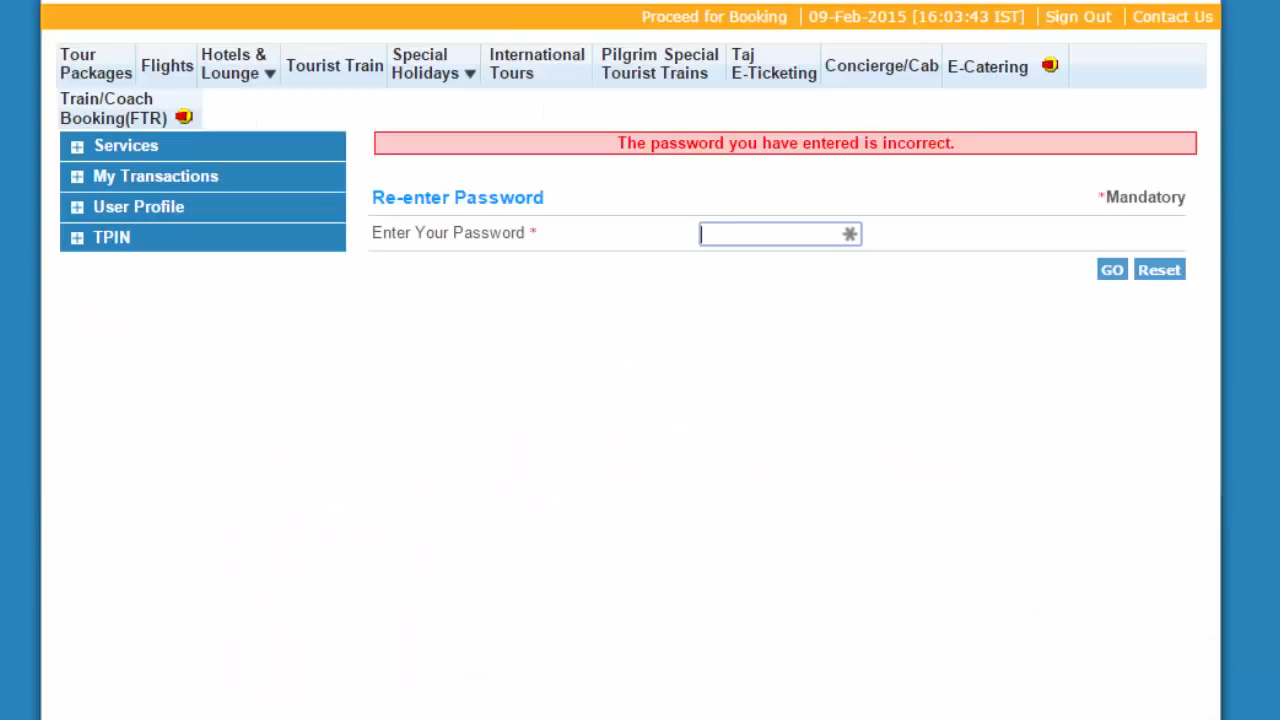 Proceed for Booking 09-Feb-2015 [16:03:43 IST] Sign Out Contact Us
Tour Packages
Flights
Hotels & Lounge ▼
Tourist Train
Special Holidays ▼
International Tours
Pilgrim Special Tourist Trains
Taj E-Ticketing
Concierge/Cab
E-Catering
Train/Coach Booking(FTR)
Services
My Transactions
User Profile
TPIN
The password you have entered is incorrect.
Re-enter Password *Mandatory
Enter Your Password *
GO Reset